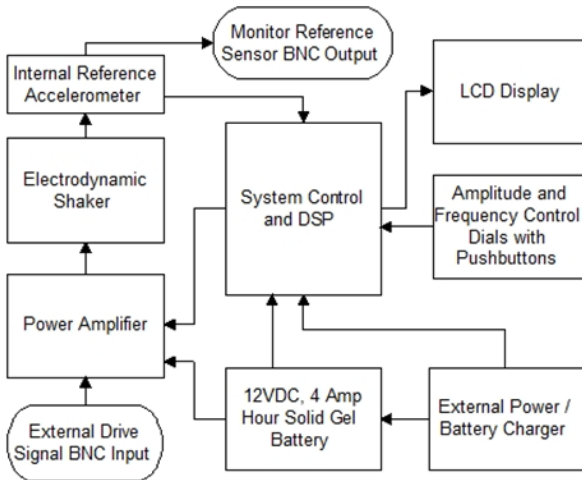 Monitor Reference
Sensor BNC Output
Internal Reference
Accelerometer
LCD Display
Electrodynamic
Shaker
System Control
and DSP
Amplitude and
Frequency Control
Dials with
Pushbuttons
Power Amplifier
12VDC, 4 Amp
Hour Solid Gel
Battery
External Power /
Battery Charger
External Drive
Signal BNC Input